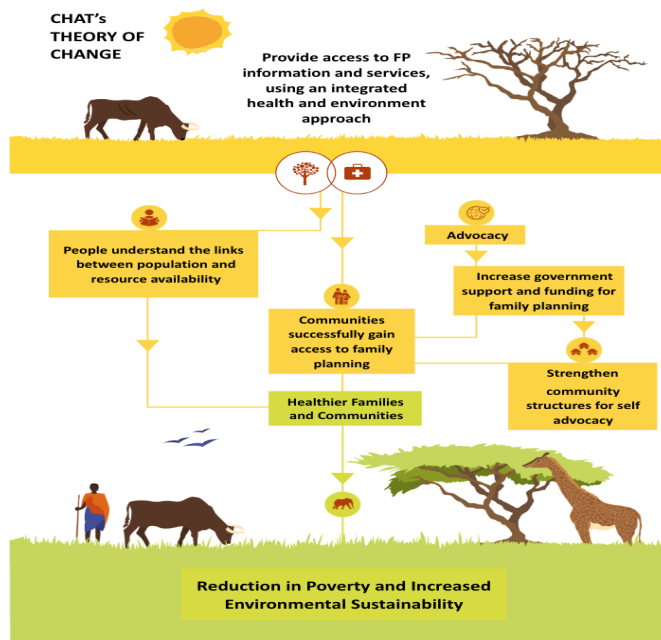 CHAT's
THEORY OF
CHANGE
Provide access to FP
information and services,
using an integrated
health and environment
approach
People understand the links
between population and
resource availability
Advocacy
Increase government
support and funding for
family planning
Communities
successfully gain
access to family
planning
Strengthen
community
structures for self
advocacy
Healthier Families
and Communities
Reduction in Poverty and Increased
Environmental Sustainability